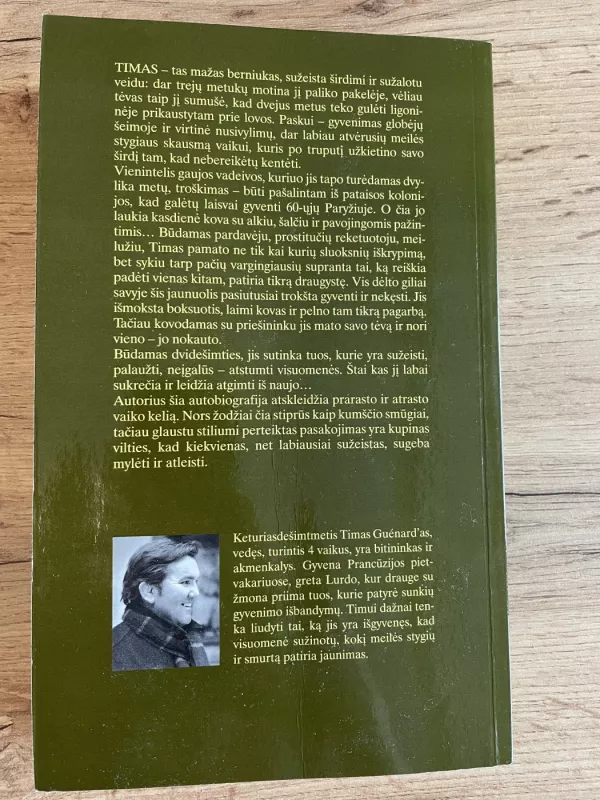 TIMAS – tas mažas berniukas, sužeista širdimi ir sužalotu
veidu: dar trejų metukų motina jį paliko pakelėje, vėliau
tėvas taip jį sumušė, kad dvejus metus teko gulėti ligoni-
nėje prikaustytam prie lovos. Paskui – gyvenimas globėjų
šeimoje ir virtinė nusivylimų, dar labiau atvėrusių meilės
stygiaus skausmą vaikui, kuris po truputį užkietino savo
širdį tam, kad nebereikėtų kentėti.
Vienintelis gaujos vadeivos, kuriuo jis tapo turėdamas dvy-
lika metų, troškimas – būti pašalintam iš pataisos koloni-
jos, kad galėtų laisvai gyventi 60-ųjų Paryžiuje. O čia jo
laukia kasdienė kova su alkiu, šalčiu ir pavojingomis pažin-
timis... Būdamas pardavėju, prostitučių reketuotoju, mei-
lužiu, Timas pamato ne tik kai kurių sluoksnių iškrypimą,
bet sykiu tarp pačių vargingiausių supranta tai, ką reiškia
padėti vienas kitam, patiria tikrą draugystę. Vis dėlto giliai
savyje šis jaunuolis pasiutusiai trokšta gyventi ir nekęsti. Jis
išmoksta boksuotis, laimi kovas ir pelno tam tikrą pagarbą.
Tačiau kovodamas su priešininku jis mato savo tėvą ir nori
vieno – jo nokauto.
Būdamas dvidešimties, jis sutinka tuos, kurie yra sužeisti,
palaužti, neįgalūs – atstumti visuomenės. Štai kas jį labai
sukrečia ir leidžia atgimti iš naujo...
Autorius šia autobiografija atskleidžia prarasto ir atrasto
vaiko kelią. Nors žodžiai čia stiprūs kaip kumščio smūgiai,
tačiau glaustu stiliumi perteiktas pasakojimas yra kupinas
vilties, kad kiekvienas, net labiausiai sužeistas, sugeba
mylėti ir atleisti.
Keturiasdešimtmetis Timas Guénard'as,
vedęs, turintis 4 vaikus, yra bitininkas ir
akmenkalys. Gyvena Prancūzijos piet-
vakariuose, greta Lurdo, kur drauge su
žmona priima tuos, kurie patyrė sunkių
gyvenimo išbandymų. Timui dažnai ten-
ka liudyti tai, ką jis yra išgyvenęs, kad
visuomenė sužinotų, kokį meilės stygių
ir smurtą patiria jaunimas.